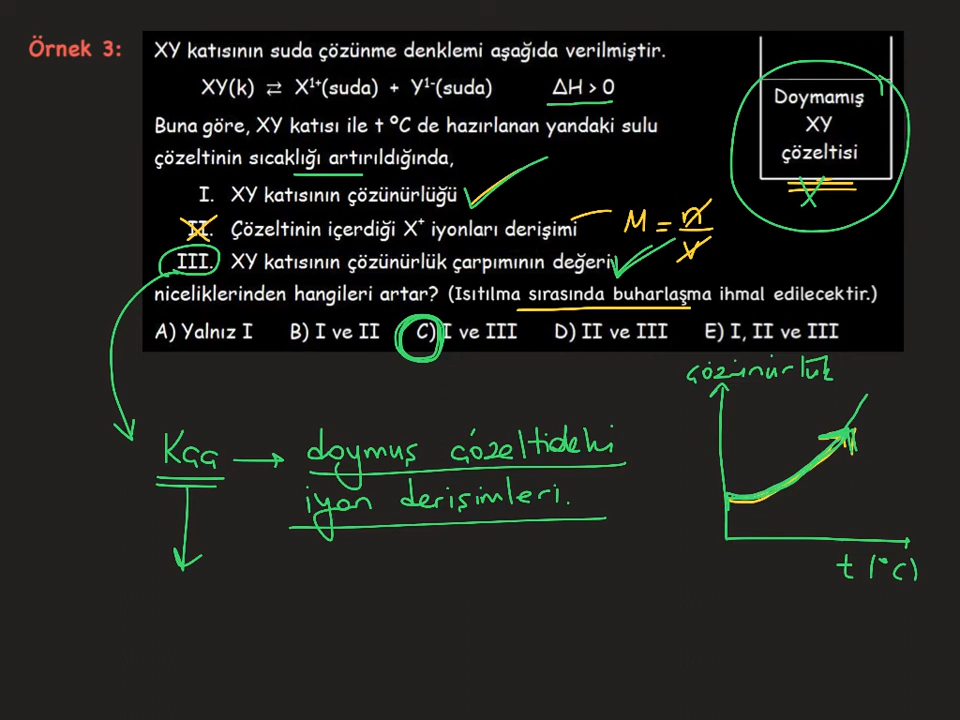 Örnek 3:
XY katısının suda çözünme denklemi aşağıda verilmiştir.
XY(k) ⇄ X¹⁺(suda) + Y¹⁻(suda) ΔH > 0
Buna göre, XY katısı ile t °C de hazırlanan yandaki sulu
çözeltinin sıcaklığı artırıldığında,
Doymamış
XY
çözeltisi
X
I. XY katısının çözünürlüğü
II. Çözeltinin içerdiği X⁺ iyonları derişimi
M = n/V
III. XY katısının çözünürlük çarpımının değeri
niceliklerinden hangileri artar? (Isıtılma sırasında buharlaşma ihmal edilecektir.)
A) Yalnız I B) I ve II C) I ve III D) II ve III E) I, II ve III
çözünürlük
Kçç → doymuş çözeltideki
iyon derişimleri.
t (°C)